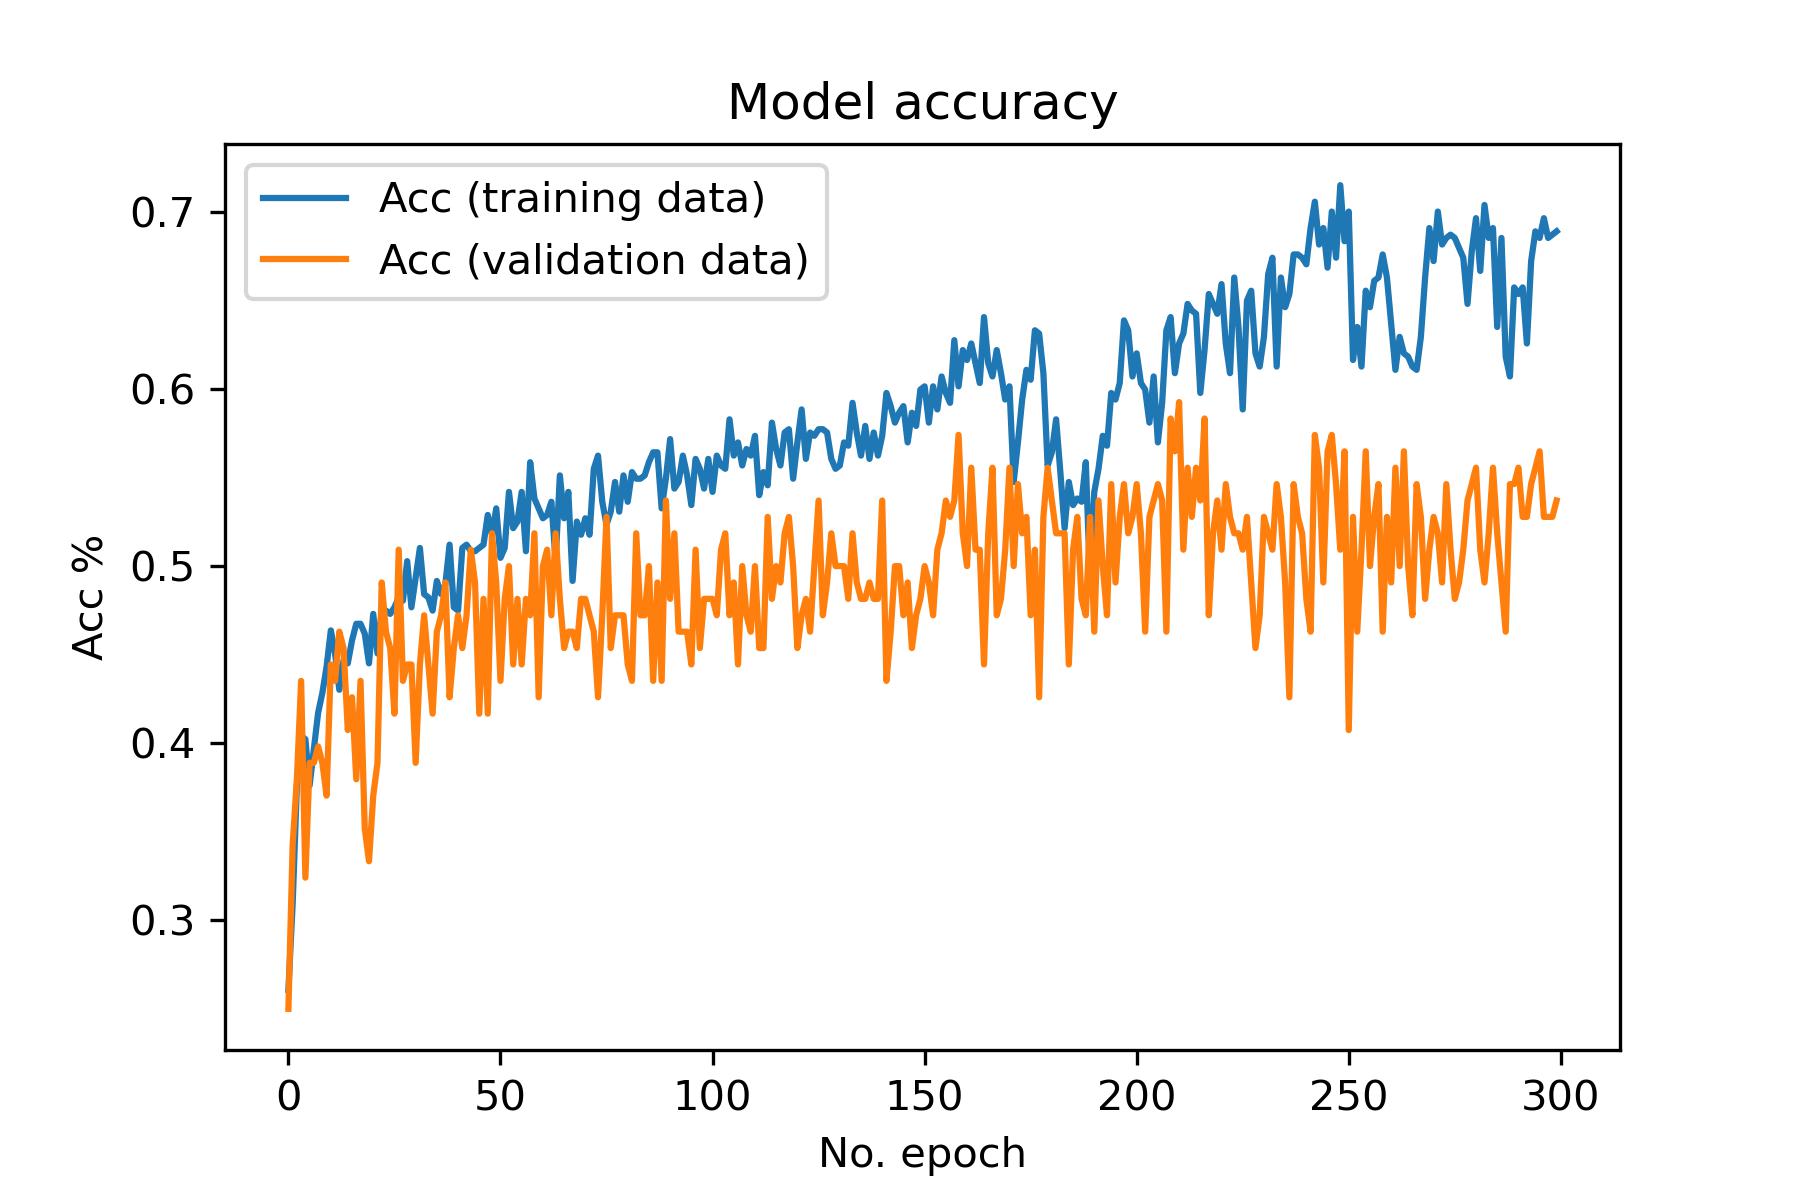 Model accuracy
Acc (training data)
Acc (validation data)
0.7
0.6
0.5
0.4
0.3
Acc %
0 50 100 150 200 250 300
No. epoch